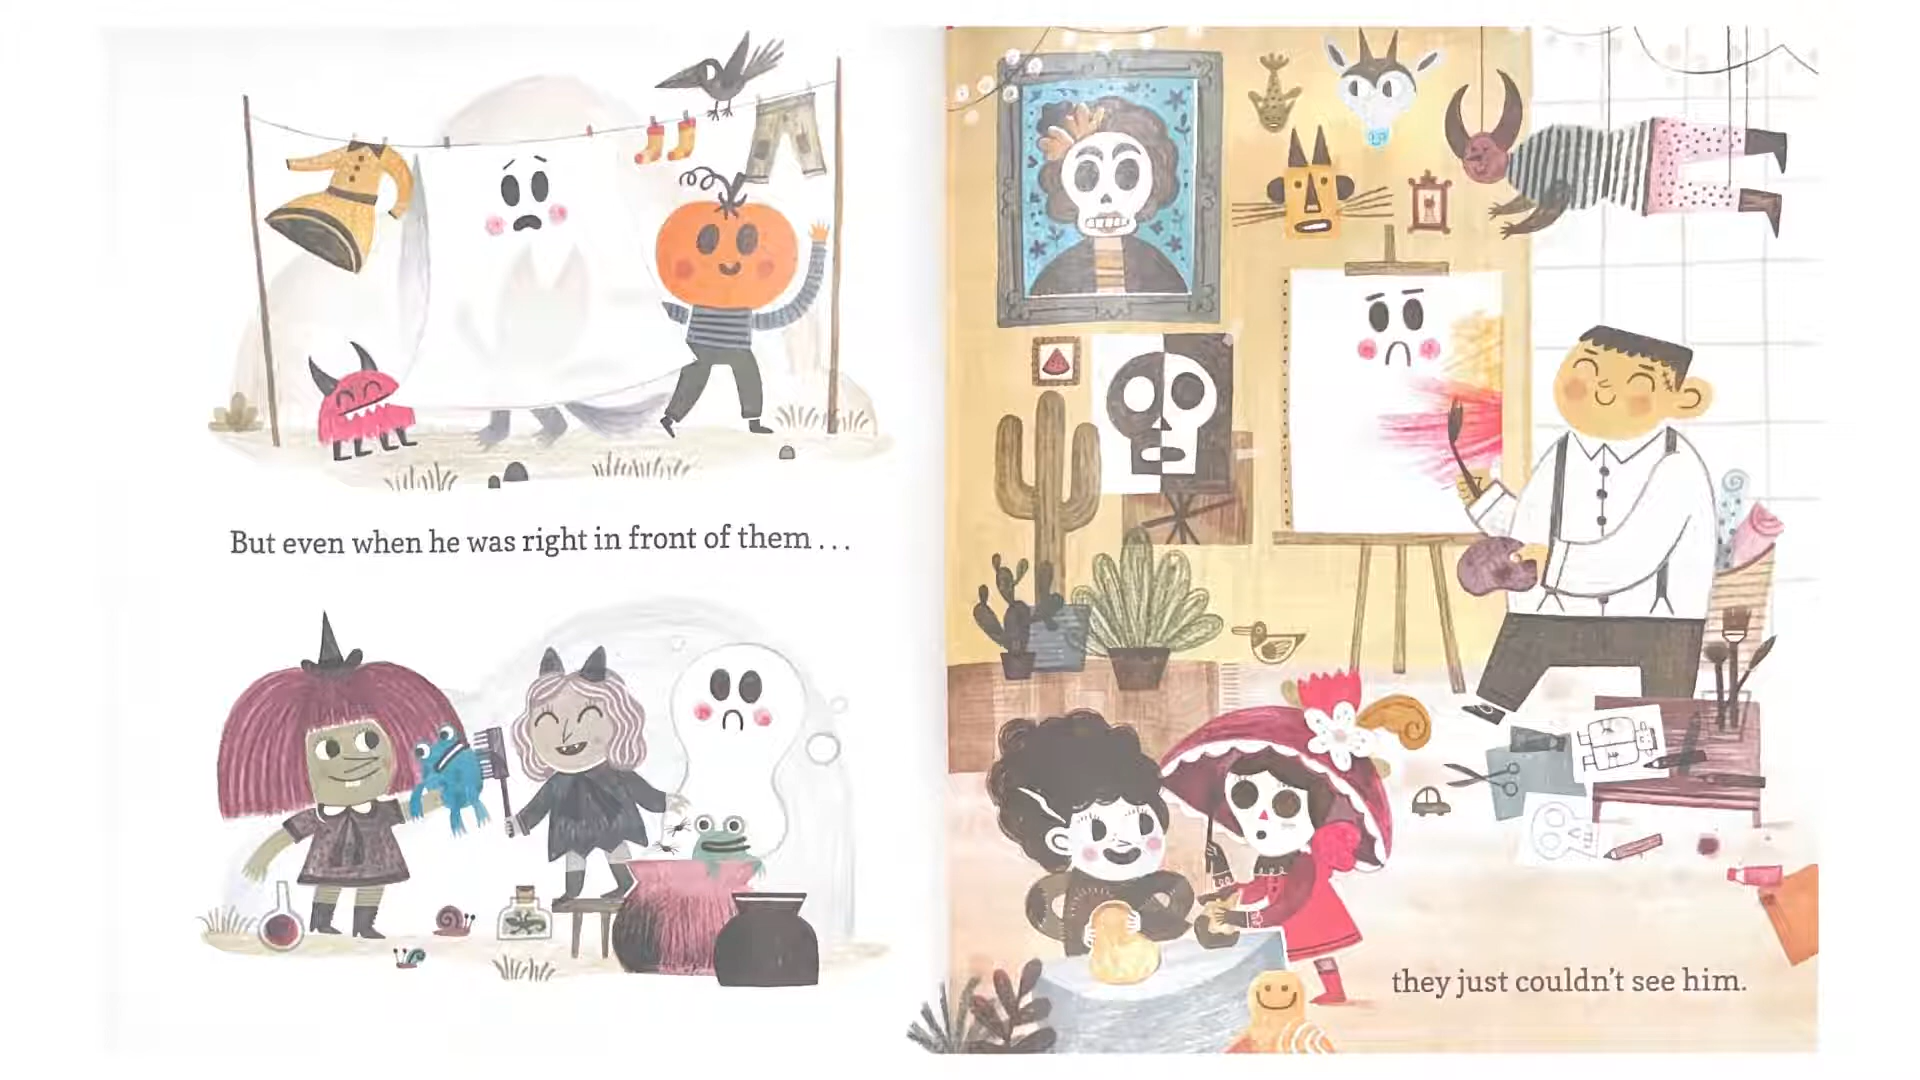 But even when he was right in front of them . . .
they just couldn't see him.